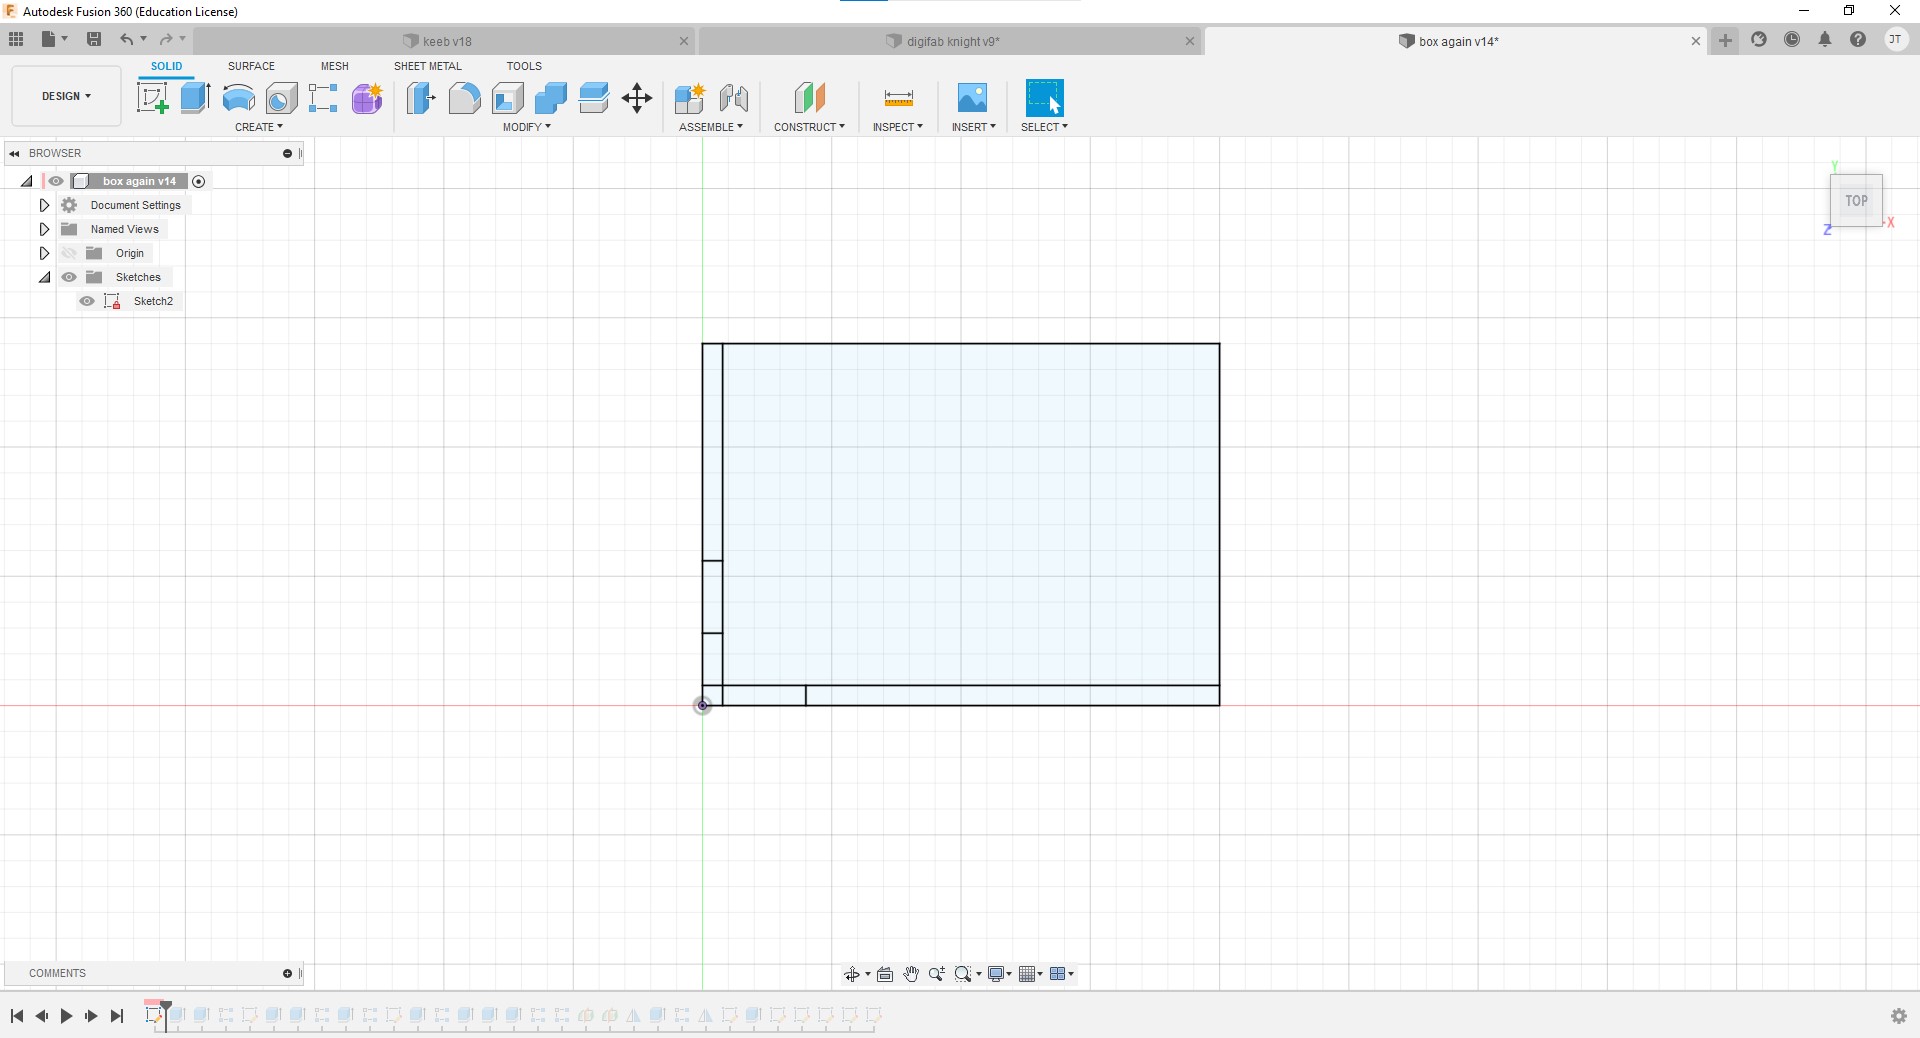 Autodesk Fusion 360 (Education License)
keeb v18
digifab knight v9*
box again v14*
JT
SOLID
SURFACE
MESH
SHEET METAL
TOOLS
DESIGN
CREATE
MODIFY
ASSEMBLE
CONSTRUCT
INSPECT
INSERT
SELECT
BROWSER
box again v14
Document Settings
Named Views
Origin
Sketches
Sketch2
Y
TOP
X
Z
COMMENTS